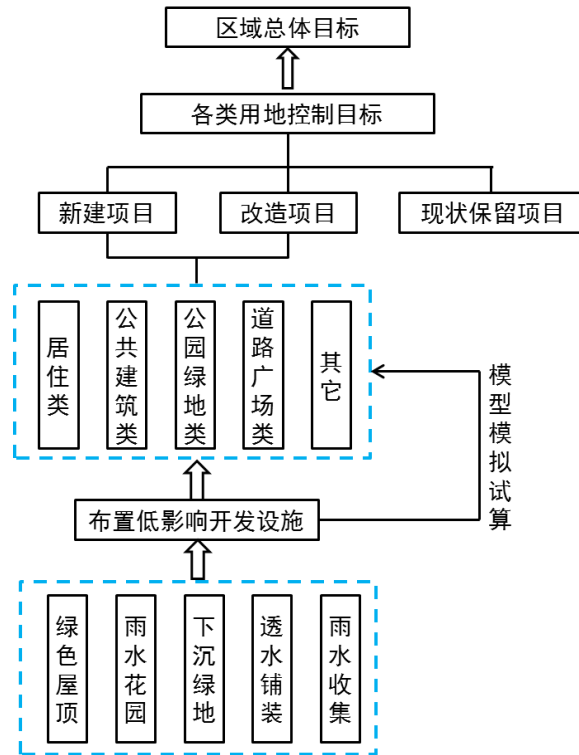 区域总体目标
各类用地控制目标
新建项目
改造项目
现状保留项目
居住类
公共建筑类
公园绿地类
道路广场类
其它
模型模拟试算
布置低影响开发设施
绿色屋顶
雨水花园
下沉绿地
透水铺装
雨水收集